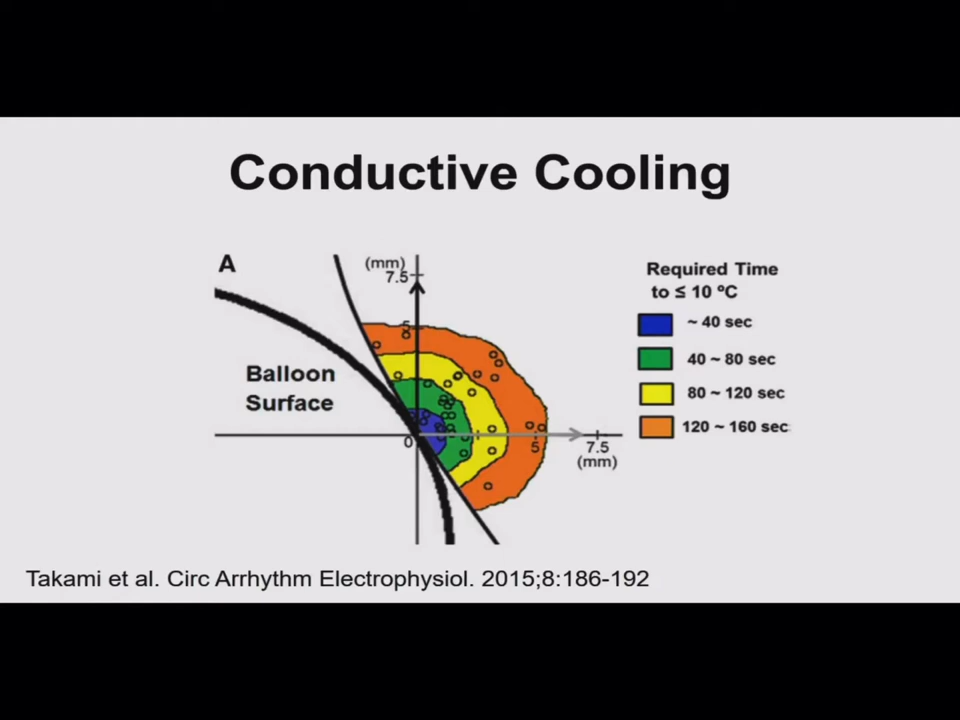 Conductive Cooling
A
(mm)
7.5
5
Balloon
Surface
0
5
7.5
(mm)
Required Time
to ≤ 10 ºC
~ 40 sec
40 ~ 80 sec
80 ~ 120 sec
120 ~ 160 sec
Takami et al. Circ Arrhythm Electrophysiol. 2015;8:186-192